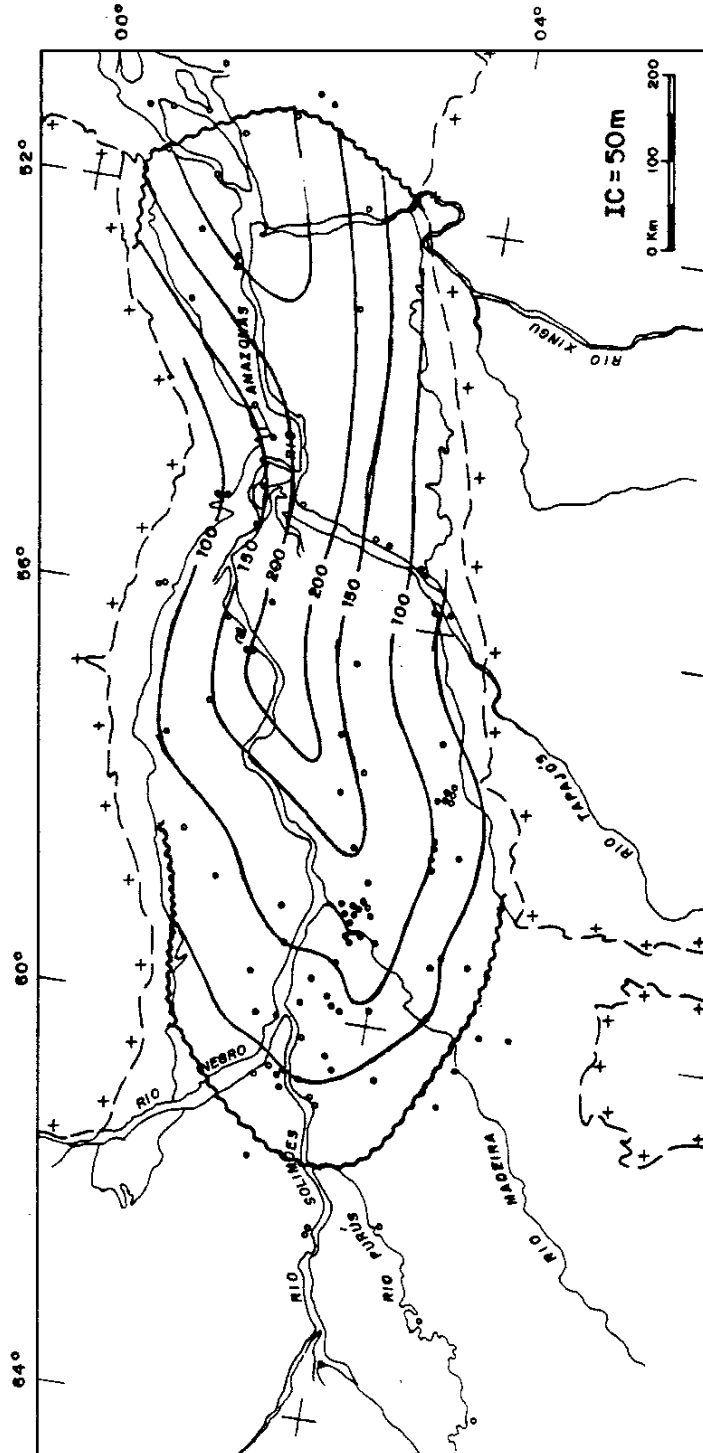 00°
04°
52°
56°
60°
64°
IC = 50m
0 Km 100 200
RIO AMAZONAS
RIO XINGU
RIO TAPAJÓS
RIO MADEIRA
RIO PURÚS
RIO SOLIMÕES
RIO NEGRO
100
150
200
200
150
100